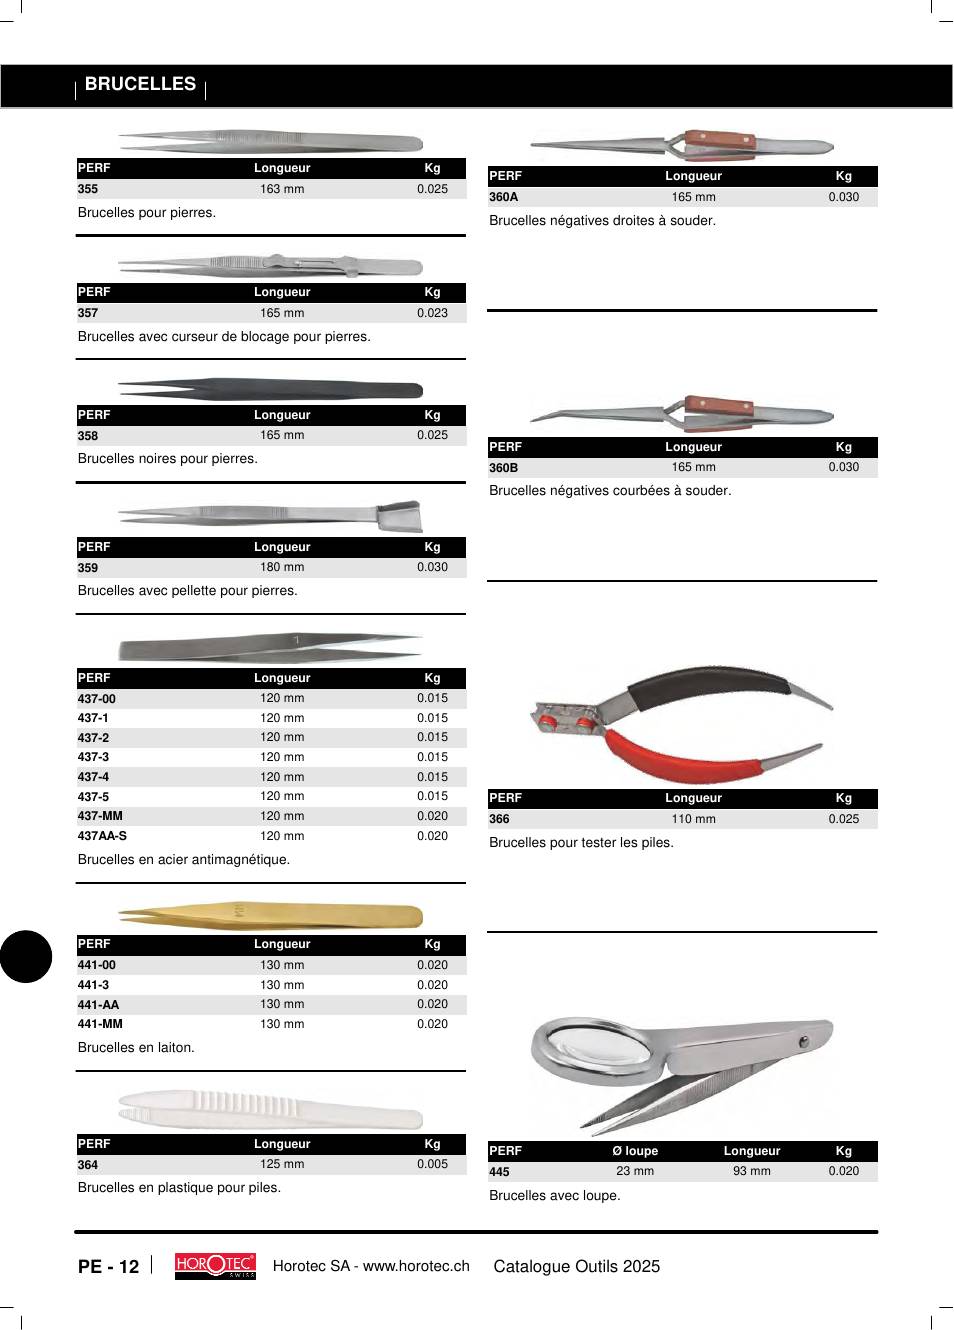 BRUCELLES
PERF Longueur Kg
355 163 mm 0.025
Brucelles pour pierres.
PERF Longueur Kg
357 165 mm 0.023
Brucelles avec curseur de blocage pour pierres.
PERF Longueur Kg
358 165 mm 0.025
Brucelles noires pour pierres.
PERF Longueur Kg
359 180 mm 0.030
Brucelles avec pellette pour pierres.
PERF Longueur Kg
437-00 120 mm 0.015
437-1 120 mm 0.015
437-2 120 mm 0.015
437-3 120 mm 0.015
437-4 120 mm 0.015
437-5 120 mm 0.015
437-MM 120 mm 0.020
437AA-S 120 mm 0.020
Brucelles en acier antimagnétique.
PERF Longueur Kg
441-00 130 mm 0.020
441-3 130 mm 0.020
441-AA 130 mm 0.020
441-MM 130 mm 0.020
Brucelles en laiton.
PERF Longueur Kg
364 125 mm 0.005
Brucelles en plastique pour piles.
PERF Longueur Kg
360A 165 mm 0.030
Brucelles négatives droites à souder.
PERF Longueur Kg
360B 165 mm 0.030
Brucelles négatives courbées à souder.
PERF Longueur Kg
366 110 mm 0.025
Brucelles pour tester les piles.
PERF Ø loupe Longueur Kg
445 23 mm 93 mm 0.020
Brucelles avec loupe.
PE - 12
HOROTEC®
SWISS
Horotec SA - www.horotec.ch Catalogue Outils 2025